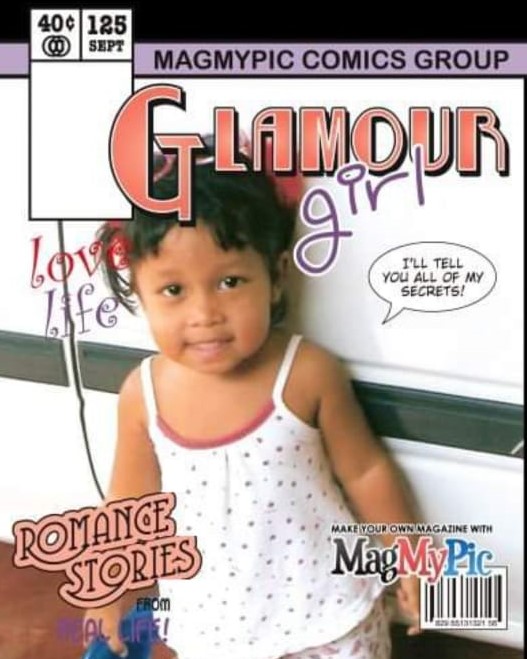 40¢
125
SEPT
MAGMYPIC COMICS GROUP
GLAMOUR
girl
love
life
I'LL TELL
YOU ALL OF MY
SECRETS!
ROMANCE
STORIES
FROM
REAL LIFE!
MAKE YOUR OWN MAGAZINE WITH
MagMyPic